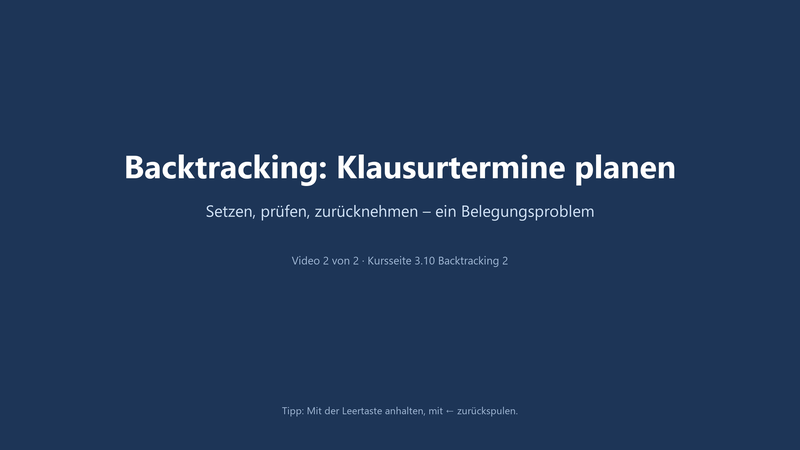 Backtracking: Klausurtermine planen
Setzen, prüfen, zurücknehmen – ein Belegungsproblem
Video 2 von 2 · Kursseite 3.10 Backtracking 2
Tipp: Mit der Leertaste anhalten, mit ← zurückspulen.